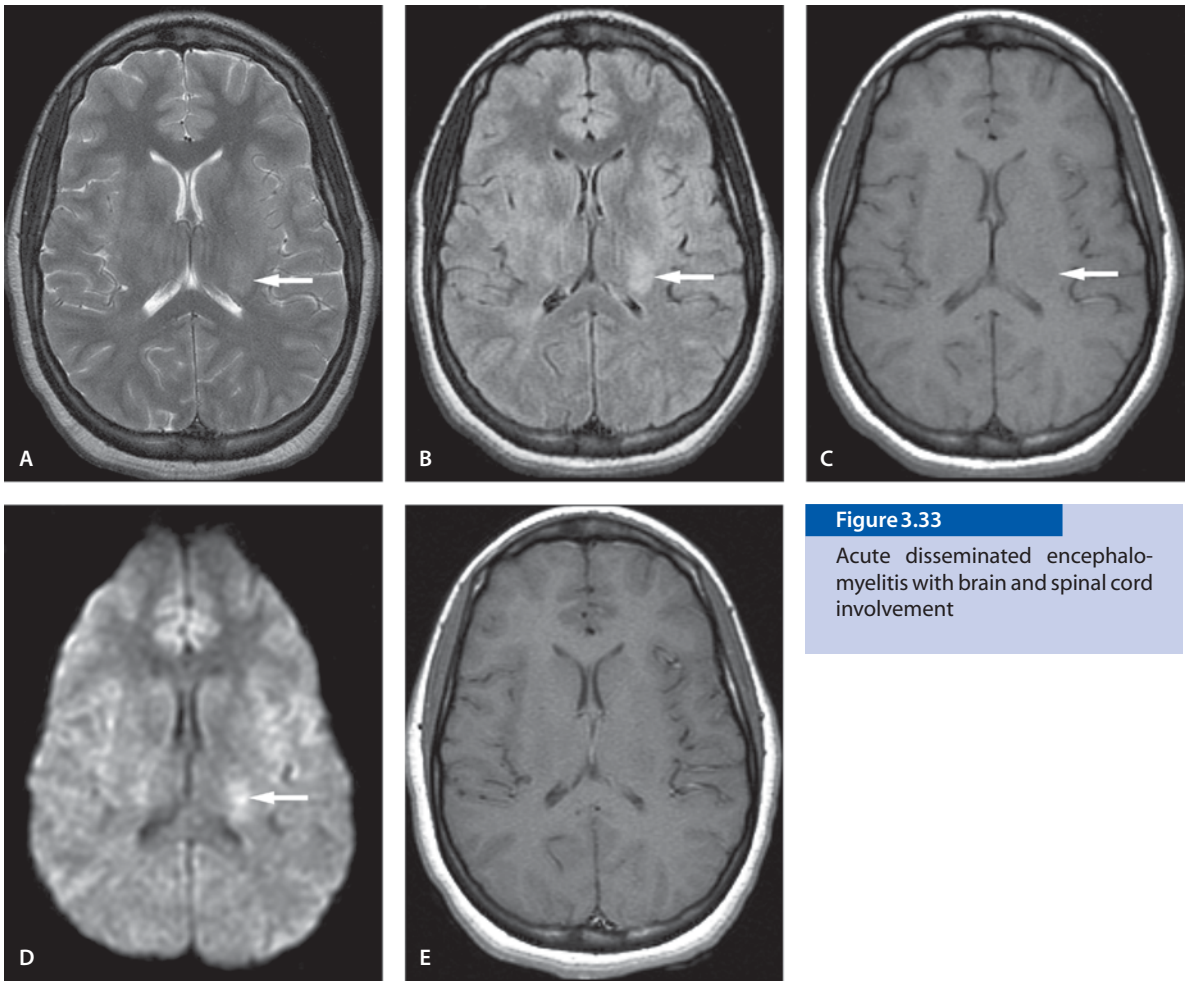 A
B
C
D
E
Figure 3.33
Acute disseminated encephalo-
myelitis with brain and spinal cord
involvement